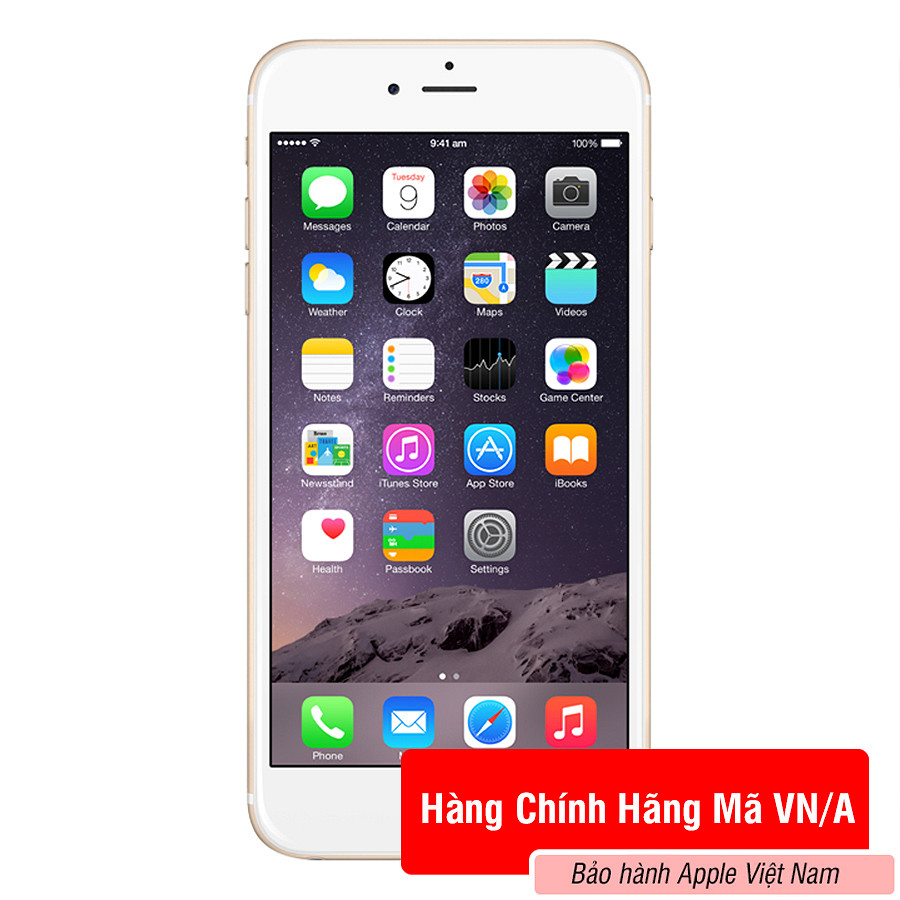 9:41 am 100%
Tuesday
9
Messages Calendar Photos Camera
280
Weather Clock Maps Videos
Notes Reminders Stocks Game Center
Newsstand iTunes Store App Store iBooks
Health Passbook Settings
Phone
Hàng Chính Hãng Mã VN/A
Bảo hành Apple Việt Nam